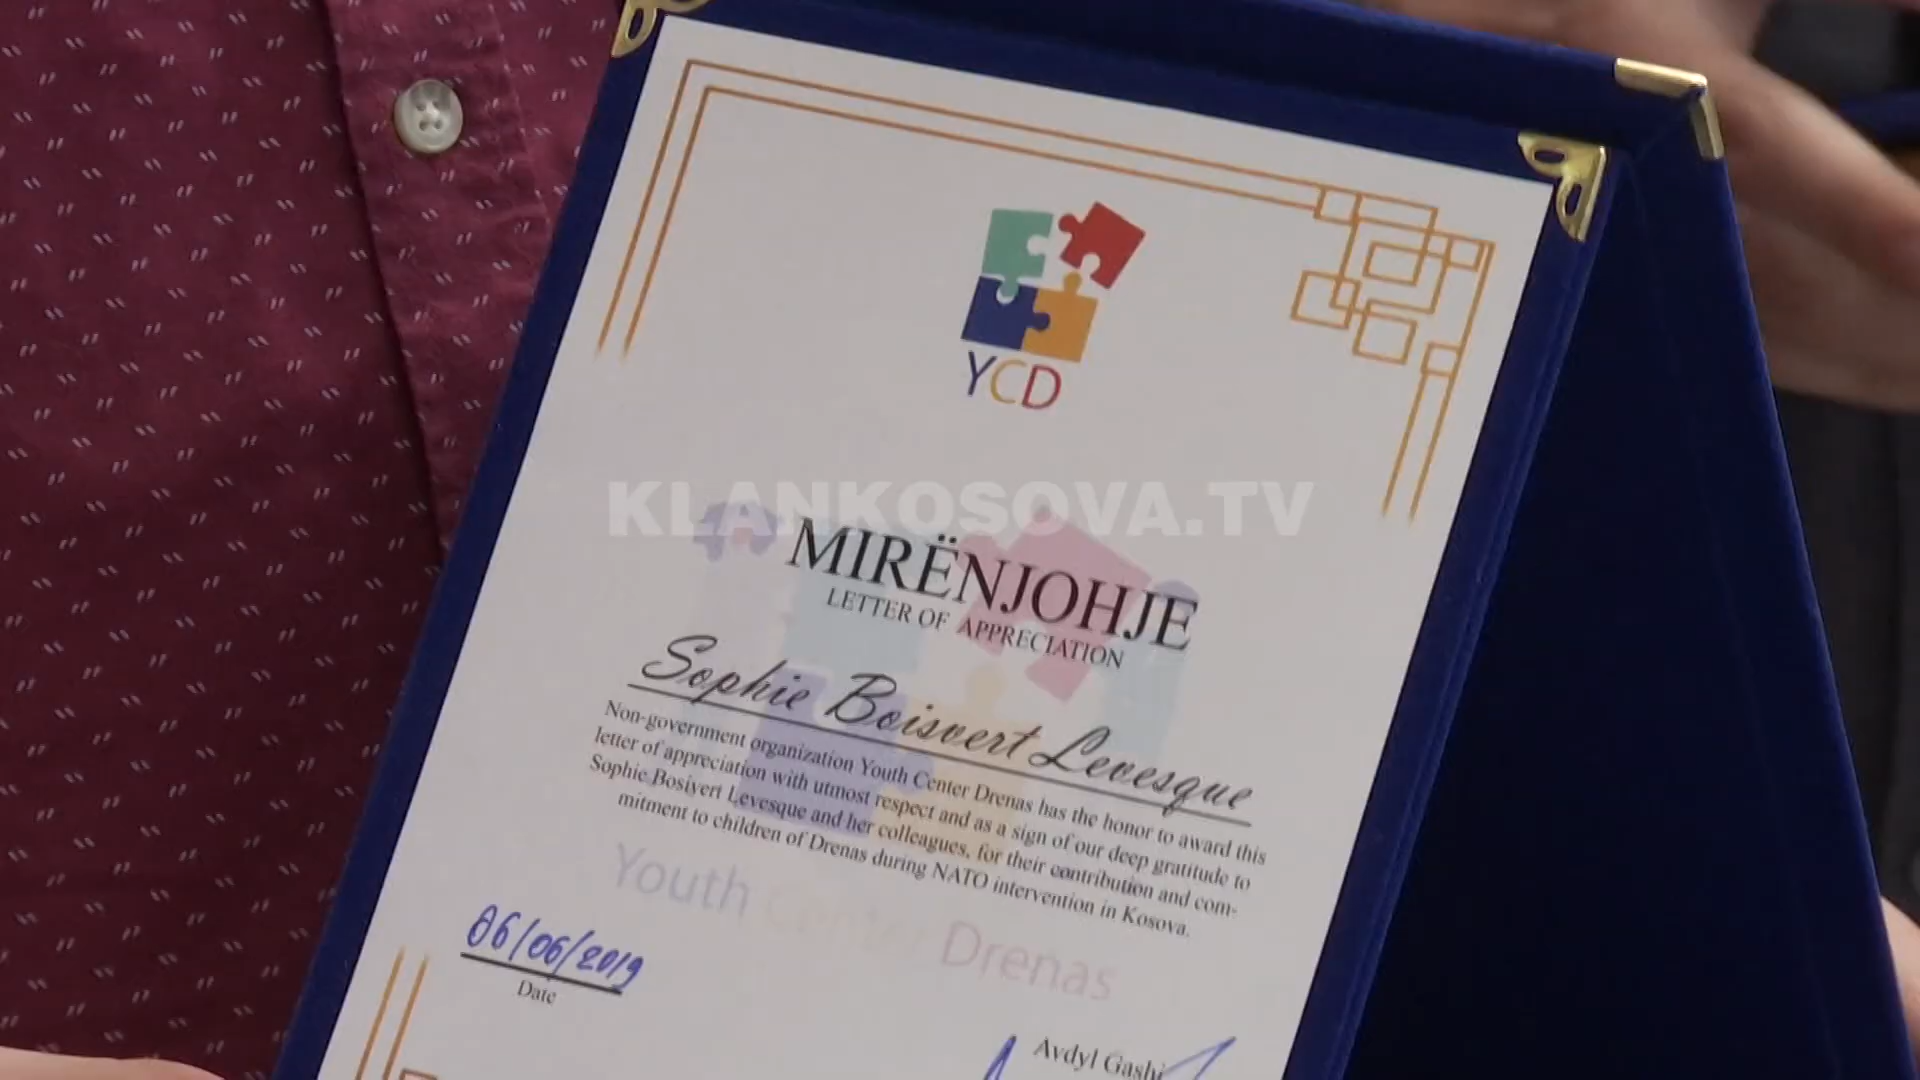 YCD
KLANKOSOVA.TV
MIRËNJOHJE
LETTER OF APPRECIATION
Sophie Boisvert Levesque
Non-government organization Youth Center Drenas has the honor to award this
letter of appreciation with utmost respect and as a sign of our deep gratitude to
Sophie Bosiyert Levesque and her colleagues, for their contribution and com-
mitment to children of Drenas during NATO intervention in Kosova.
Youth Center Drenas
06/06/2019
Date
Avdyl Gashi